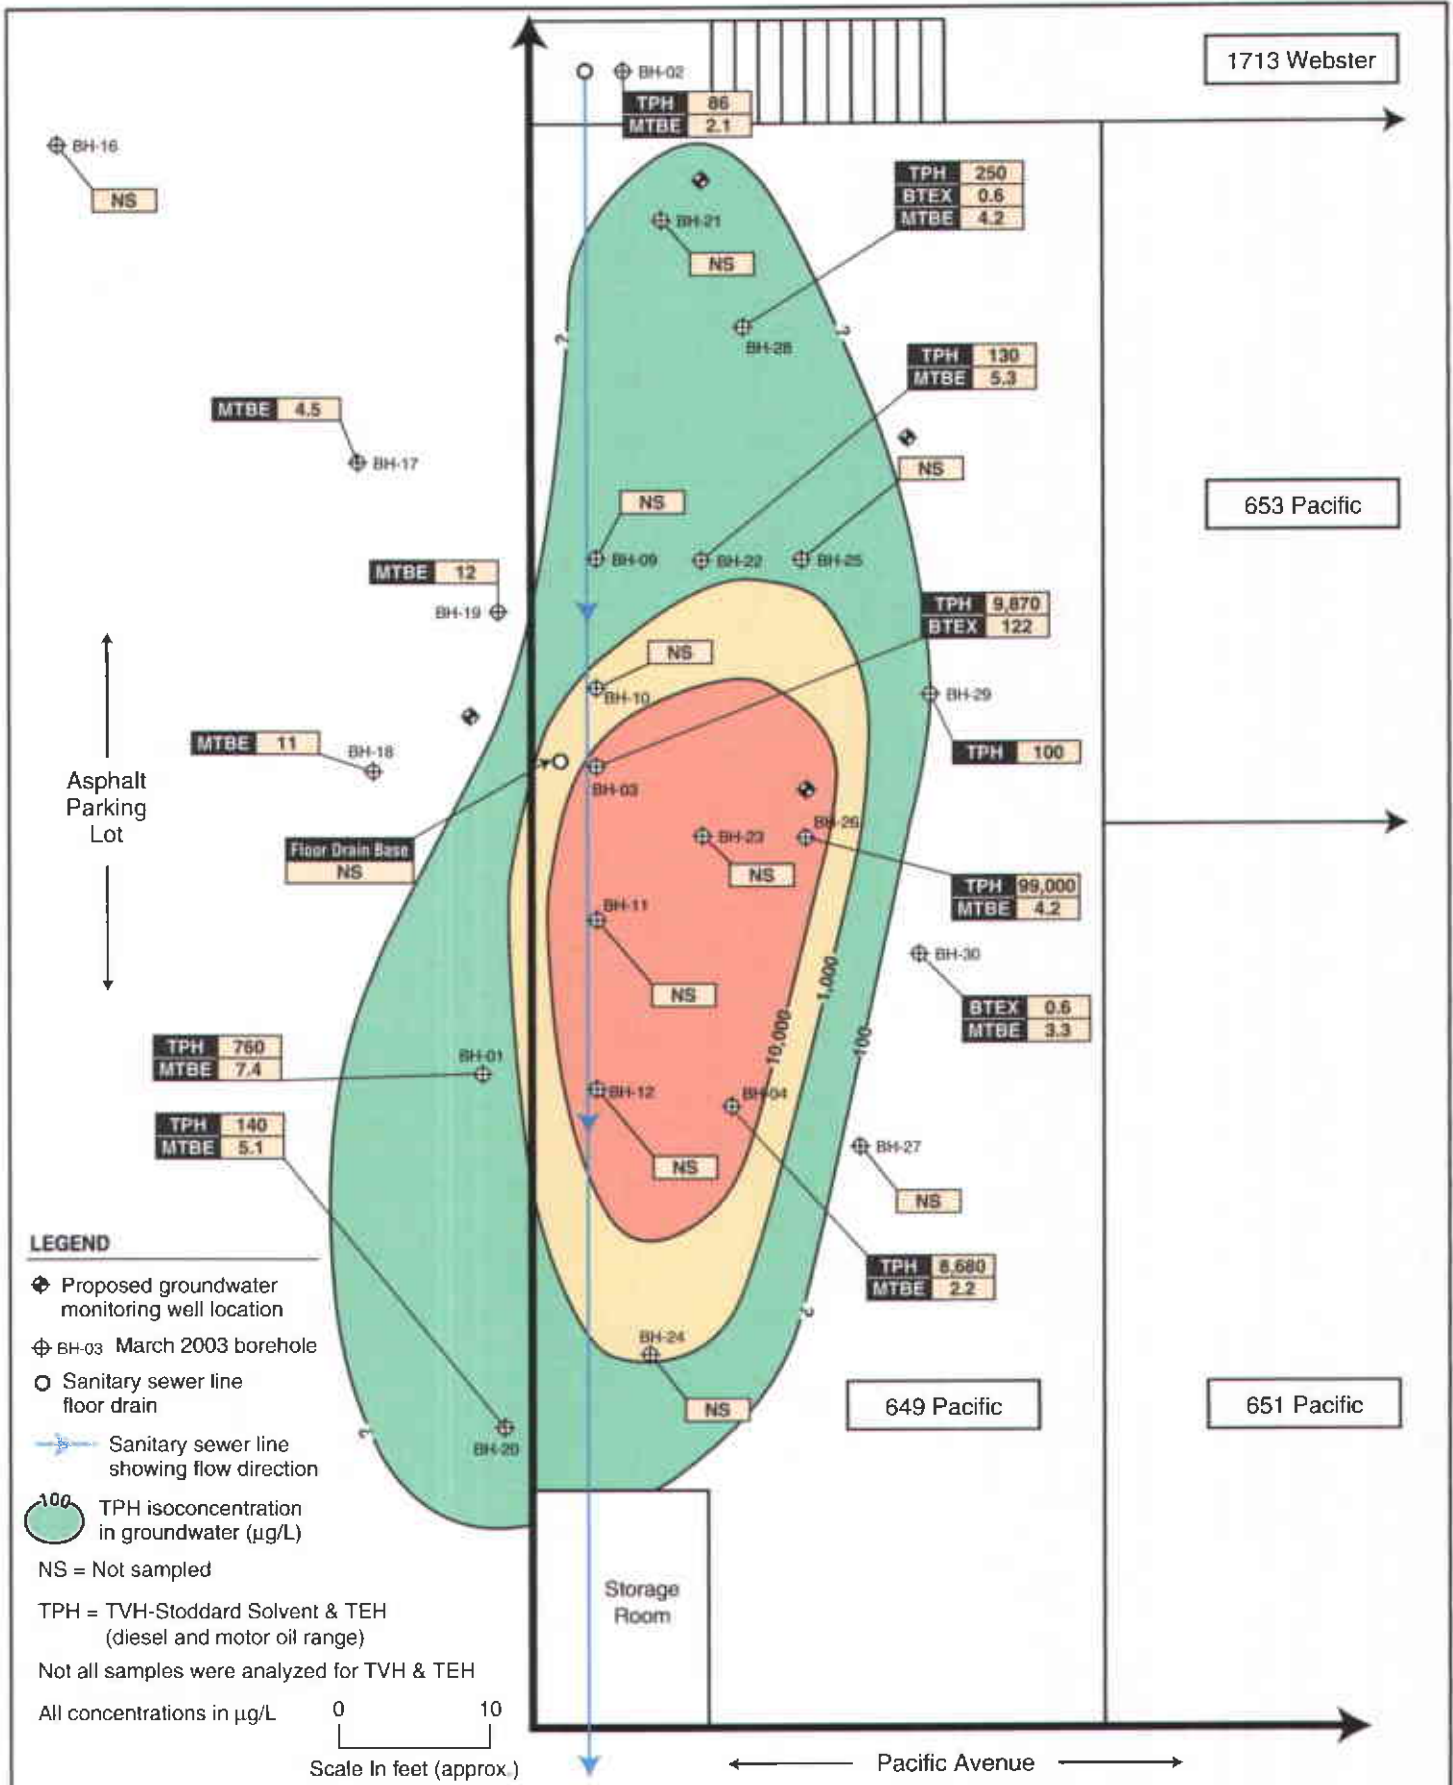 1713 Webster
BH-02
TPH 86
MTBE 2.1
BH-16
NS
TPH 250
BTEX 0.6
MTBE 4.2
BH-21
NS
?
?
BH-28
TPH 130
MTBE 5.3
MTBE 4.5
BH-17
NS
NS
653 Pacific
BH-09
BH-22
BH-25
MTBE 12
BH-19
TPH 9,870
BTEX 122
NS
BH-10
BH-29
MTBE 11
BH-18
TPH 100
Asphalt
Parking
Lot
BH-03
BH-26
BH-23
NS
Floor Drain Base
NS
TPH 99,000
MTBE 4.2
BH-11
NS
BH-30
BTEX 0.6
MTBE 3.3
10,000
1,000
100
TPH 760
MTBE 7.4
BH-01
BH-12
BH-04
TPH 140
MTBE 5.1
NS
BH-27
NS
TPH 8,680
MTBE 2.2
?
BH-24
NS
649 Pacific
651 Pacific
?
BH-20
LEGEND
Proposed groundwater
monitoring well location
BH-03 March 2003 borehole
Sanitary sewer line
floor drain
Sanitary sewer line
showing flow direction
100 TPH isoconcentration
in groundwater (µg/L)
NS = Not sampled
TPH = TVH-Stoddard Solvent & TEH
(diesel and motor oil range)
Not all samples were analyzed for TVH & TEH
All concentrations in µg/L
0 10
Scale In feet (approx.)
Storage
Room
Pacific Avenue